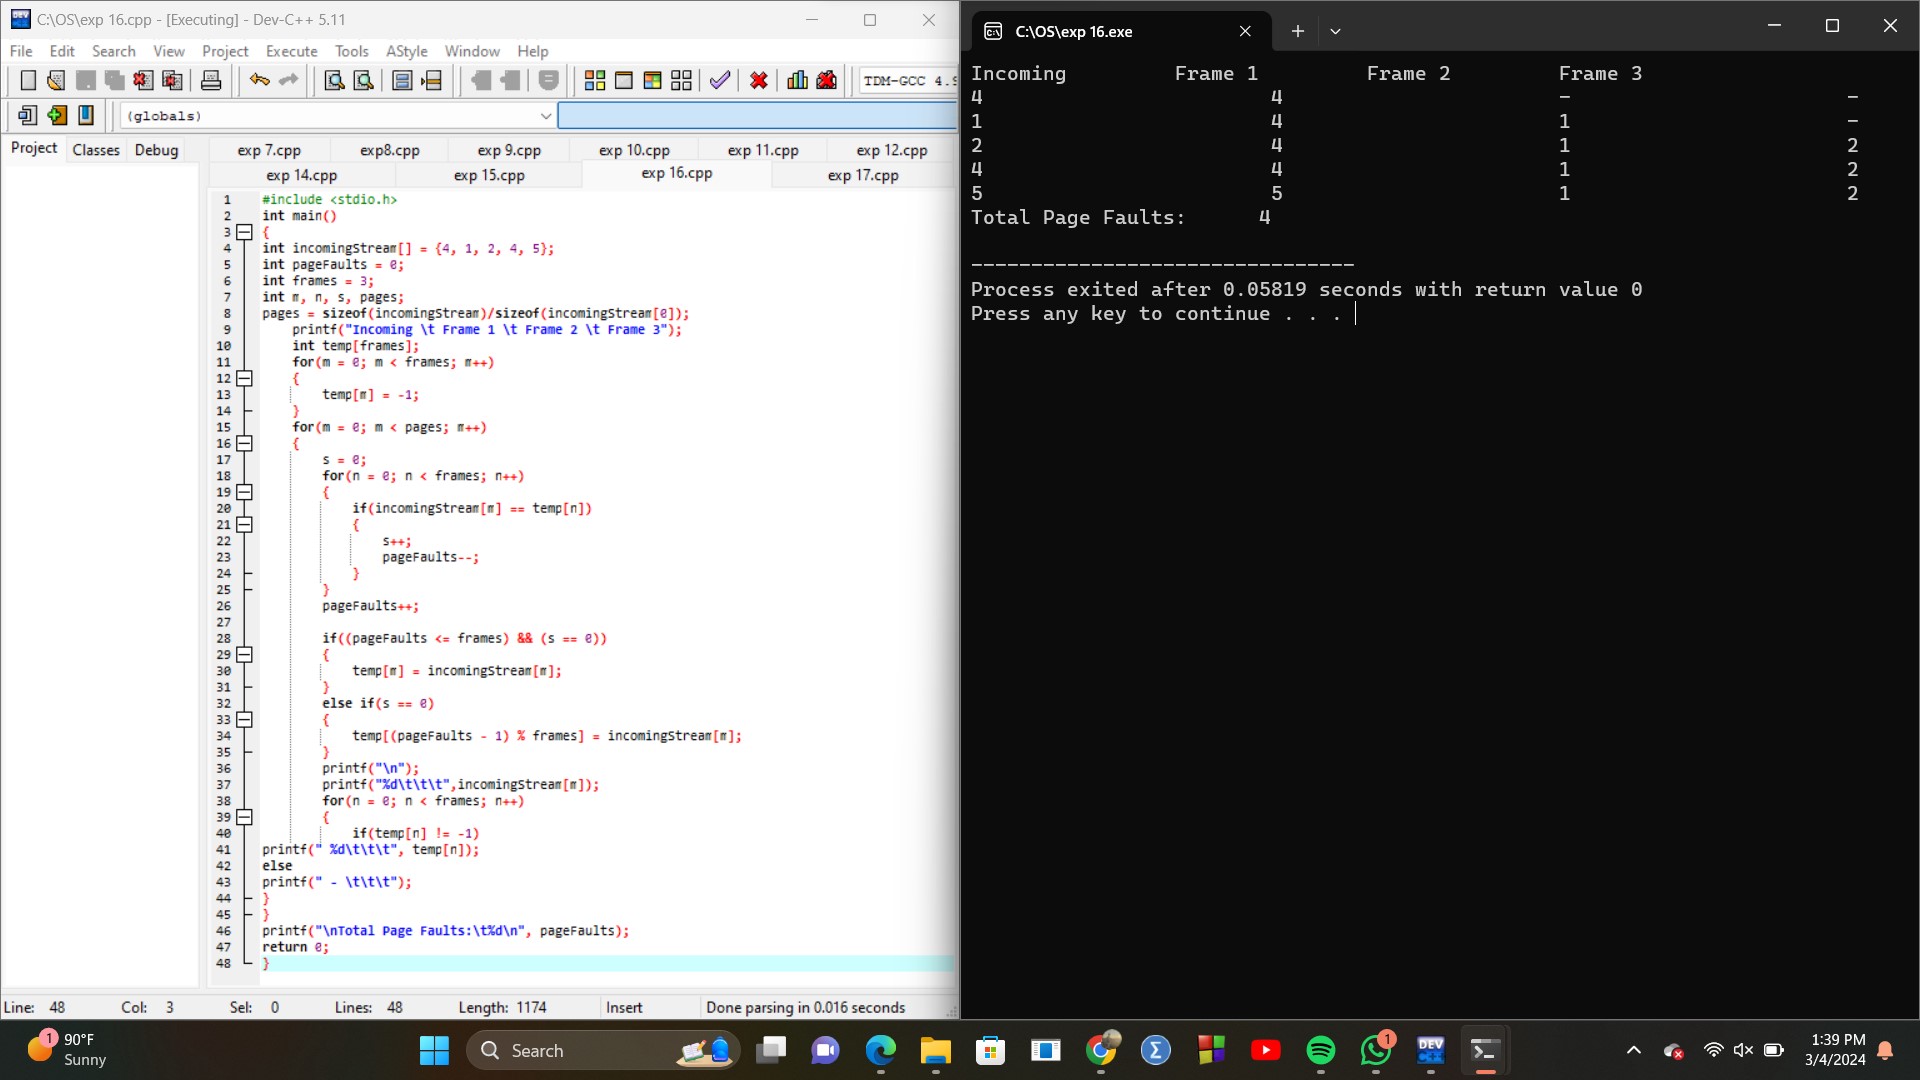 C:\OS\exp 16.cpp - [Executing] - Dev-C++ 5.11
File Edit Search View Project Execute Tools AStyle Window Help
TDM-GCC 4.9
(globals)
Project Classes Debug
exp 7.cpp exp8.cpp exp 9.cpp exp 10.cpp exp 11.cpp exp 12.cpp
exp 14.cpp exp 15.cpp exp 16.cpp exp 17.cpp
1 #include <stdio.h>
2 int main()
3 {
4 int incomingStream[] = {4, 1, 2, 4, 5};
5 int pageFaults = 0;
6 int frames = 3;
7 int m, n, s, pages;
8 pages = sizeof(incomingStream)/sizeof(incomingStream[0]);
9 printf("Incoming \t Frame 1 \t Frame 2 \t Frame 3");
10 int temp[frames];
11 for(m = 0; m < frames; m++)
12 {
13 temp[m] = -1;
14 }
15 for(m = 0; m < pages; m++)
16 {
17 s = 0;
18 for(n = 0; n < frames; n++)
19 {
20 if(incomingStream[m] == temp[n])
21 {
22 s++;
23 pageFaults--;
24 }
25 }
26 pageFaults++;
27
28 if((pageFaults <= frames) && (s == 0))
29 {
30 temp[m] = incomingStream[m];
31 }
32 else if(s == 0)
33 {
34 temp[(pageFaults - 1) % frames] = incomingStream[m];
35 }
36 printf("\n");
37 printf("%d\t\t\t",incomingStream[m]);
38 for(n = 0; n < frames; n++)
39 {
40 if(temp[n] != -1)
41 printf(" %d\t\t\t", temp[n]);
42 else
43 printf(" - \t\t\t");
44 }
45 }
46 printf("\nTotal Page Faults:\t%d\n", pageFaults);
47 return 0;
48 }
Line: 48 Col: 3 Sel: 0 Lines: 48 Length: 1174 Insert Done parsing in 0.016 seconds
C:\OS\exp 16.exe
Incoming Frame 1 Frame 2 Frame 3
4 4 - -
1 4 1 -
2 4 1 2
4 4 1 2
5 5 1 2
Total Page Faults: 4
--------------------------------
Process exited after 0.05819 seconds with return value 0
Press any key to continue . . .
1
90°F
Sunny
Search
DEV
1
1:39 PM
3/4/2024